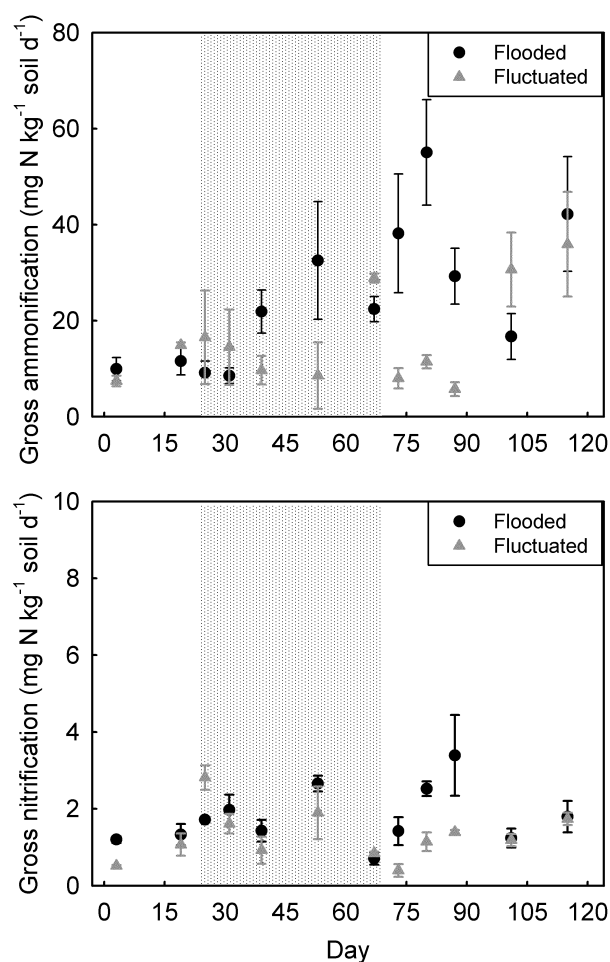 80
60
40
20
0
Gross ammonification (mg N kg⁻¹ soil d⁻¹)
Flooded
Fluctuated
0 15 30 45 60 75 90 105 120
10
8
6
4
2
0
Gross nitrification (mg N kg⁻¹ soil d⁻¹)
Flooded
Fluctuated
0 15 30 45 60 75 90 105 120
Day